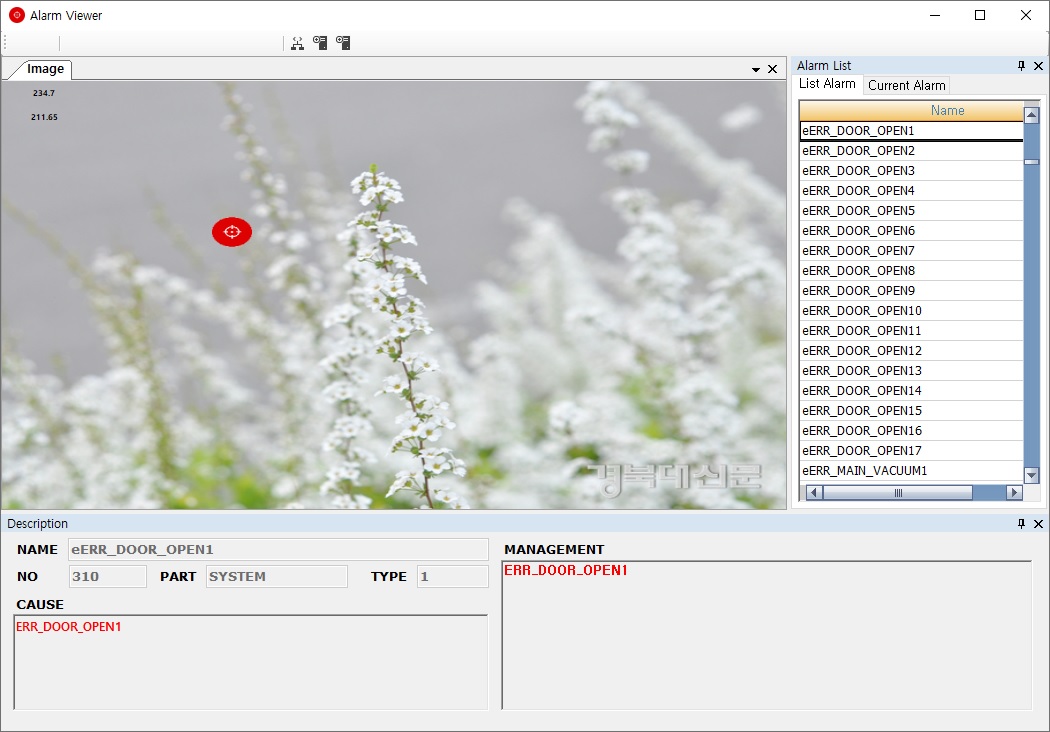 Alarm Viewer
Image
234.7
211.65
경북대신문
Alarm List
List Alarm
Current Alarm
Name
eERR_DOOR_OPEN1
eERR_DOOR_OPEN2
eERR_DOOR_OPEN3
eERR_DOOR_OPEN4
eERR_DOOR_OPEN5
eERR_DOOR_OPEN6
eERR_DOOR_OPEN7
eERR_DOOR_OPEN8
eERR_DOOR_OPEN9
eERR_DOOR_OPEN10
eERR_DOOR_OPEN11
eERR_DOOR_OPEN12
eERR_DOOR_OPEN13
eERR_DOOR_OPEN14
eERR_DOOR_OPEN15
eERR_DOOR_OPEN16
eERR_DOOR_OPEN17
eERR_MAIN_VACUUM1
Description
NAME eERR_DOOR_OPEN1
NO 310 PART SYSTEM TYPE 1
CAUSE
ERR_DOOR_OPEN1
MANAGEMENT
ERR_DOOR_OPEN1